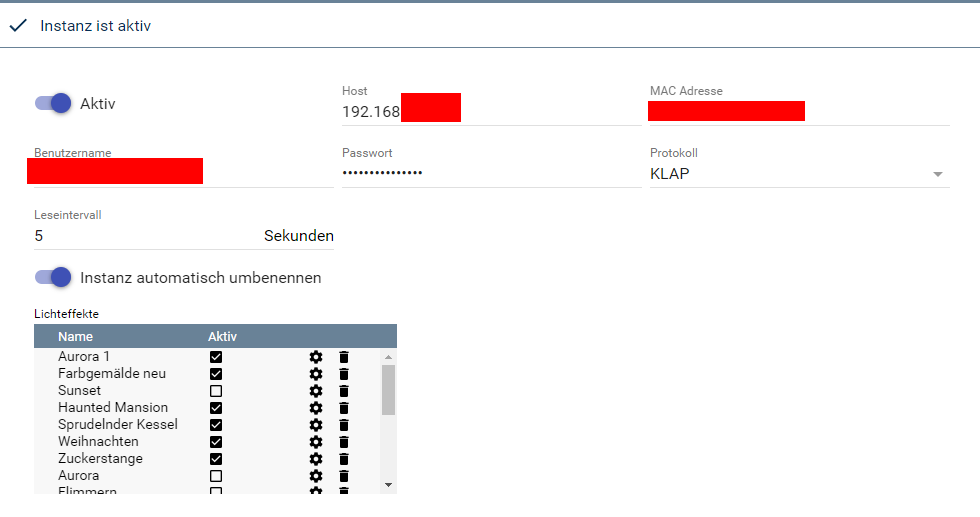 Instanz ist aktiv
Aktiv
Host
192.168
MAC Adresse
Benutzername
Passwort
•••••••••••••••
Protokoll
KLAP
Leseintervall
5 Sekunden
Instanz automatisch umbenennen
Lichteffekte
Name Aktiv
Aurora 1
Farbgemälde neu
Sunset
Haunted Mansion
Sprudelnder Kessel
Weihnachten
Zuckerstange
Aurora
Flimmern